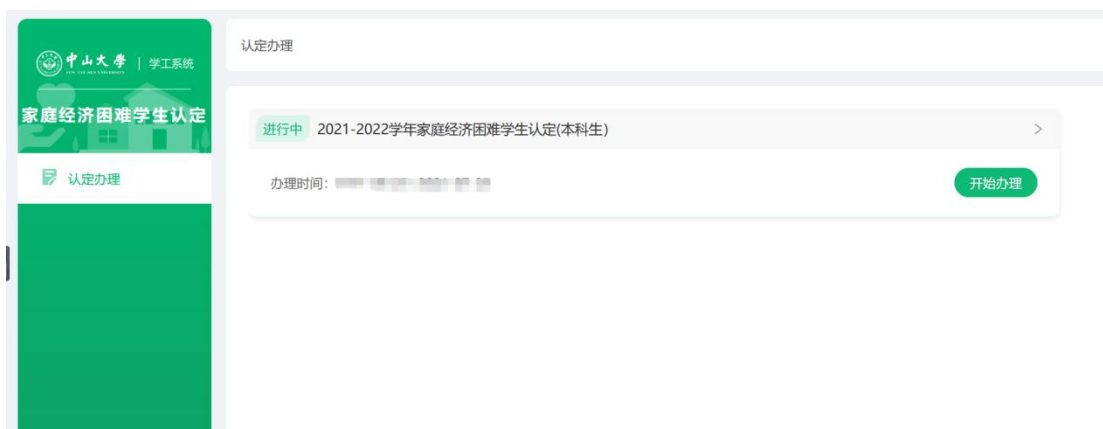 中山大學 | 学工系统
SUN YAT-SEN UNIVERSITY
家庭经济困难学生认定
认定办理
认定办理
进行中 2021-2022学年家庭经济困难学生认定(本科生)
办理时间：
开始办理